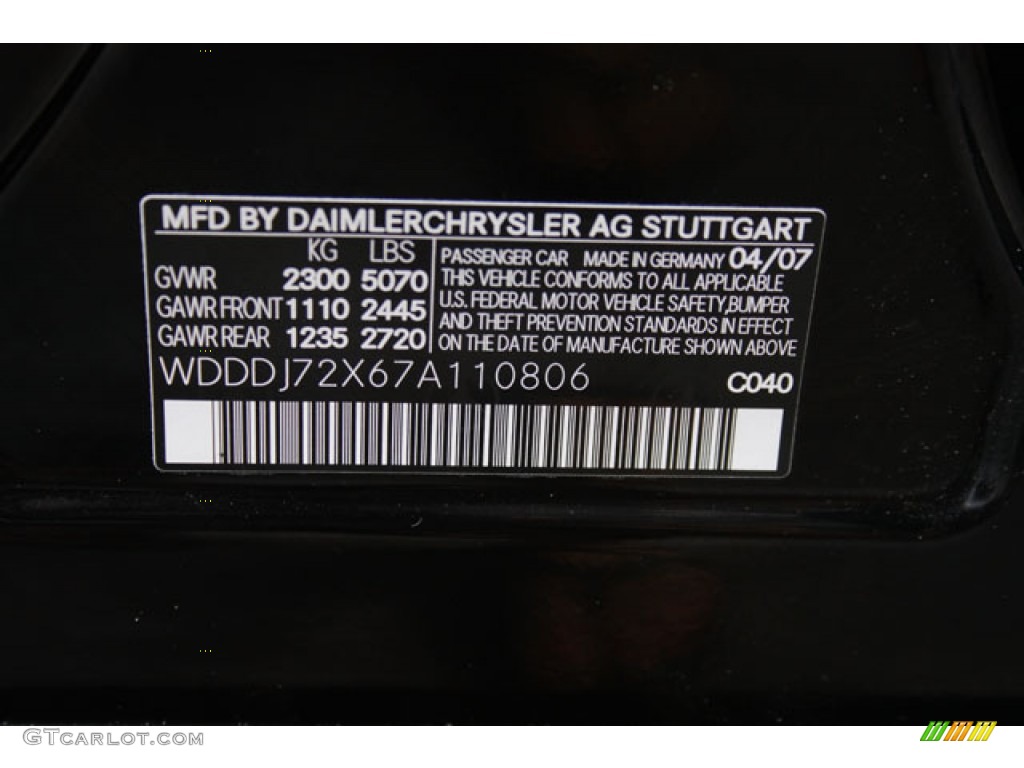 MFD BY DAIMLERCHRYSLER AG STUTTGART
KG LBS
GVWR 2300 5070
GAWR FRONT 1110 2445
GAWR REAR 1235 2720
PASSENGER CAR MADE IN GERMANY 04/07
THIS VEHICLE CONFORMS TO ALL APPLICABLE
U.S. FEDERAL MOTOR VEHICLE SAFETY,BUMPER
AND THEFT PREVENTION STANDARDS IN EFFECT
ON THE DATE OF MANUFACTURE SHOWN ABOVE
WDDDJ72X67A110806 C040
GTCARLOT.COM